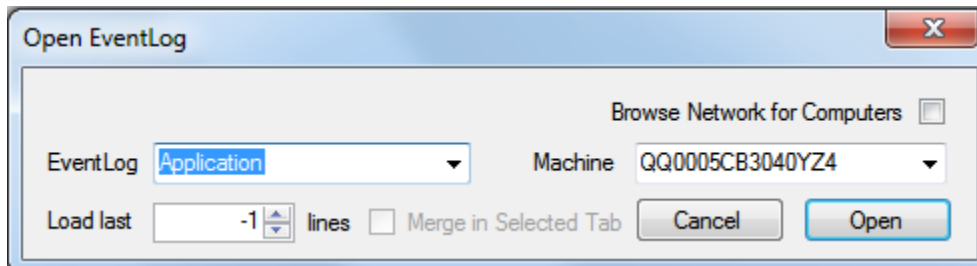 Open EventLog
Browse Network for Computers
EventLog Application Machine QQ0005CB3040YZ4
Load last -1 lines Merge in Selected Tab Cancel Open